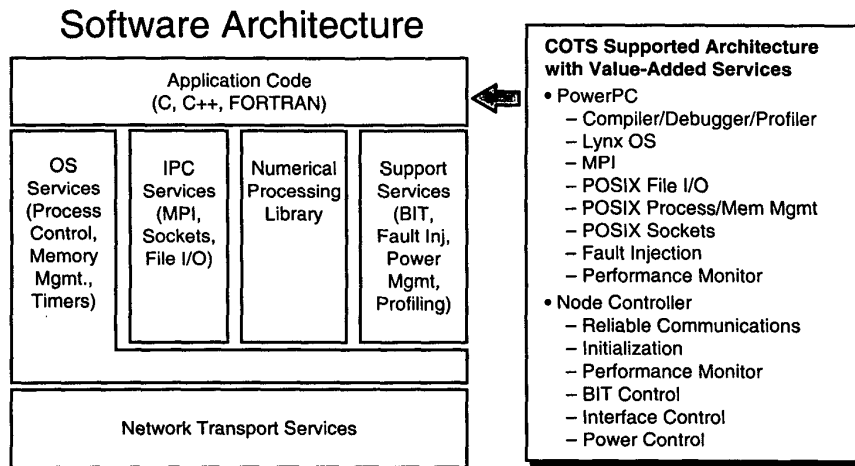 Software Architecture
Application Code
(C, C++, FORTRAN)
OS
Services
(Process
Control,
Memory
Mgmt.,
Timers)
IPC
Services
(MPI,
Sockets,
File I/O)
Numerical
Processing
Library
Support
Services
(BIT,
Fault Inj,
Power
Mgmt,
Profiling)
Network Transport Services
COTS Supported Architecture
with Value-Added Services
• PowerPC
– Compiler/Debugger/Profiler
– Lynx OS
– MPI
– POSIX File I/O
– POSIX Process/Mem Mgmt
– POSIX Sockets
– Fault Injection
– Performance Monitor
• Node Controller
– Reliable Communications
– Initialization
– Performance Monitor
– BIT Control
– Interface Control
– Power Control